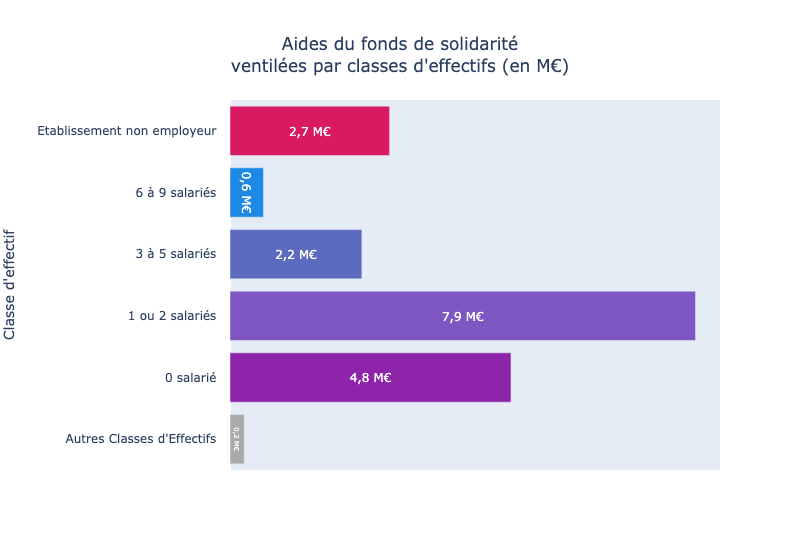 Aides du fonds de solidarité
ventilées par classes d'effectifs (en M€)
Classe d'effectif
Etablissement non employeur
2,7 M€
6 à 9 salariés
0,6 M€
3 à 5 salariés
2,2 M€
1 ou 2 salariés
7,9 M€
0 salarié
4,8 M€
Autres Classes d'Effectifs
0,2 M€